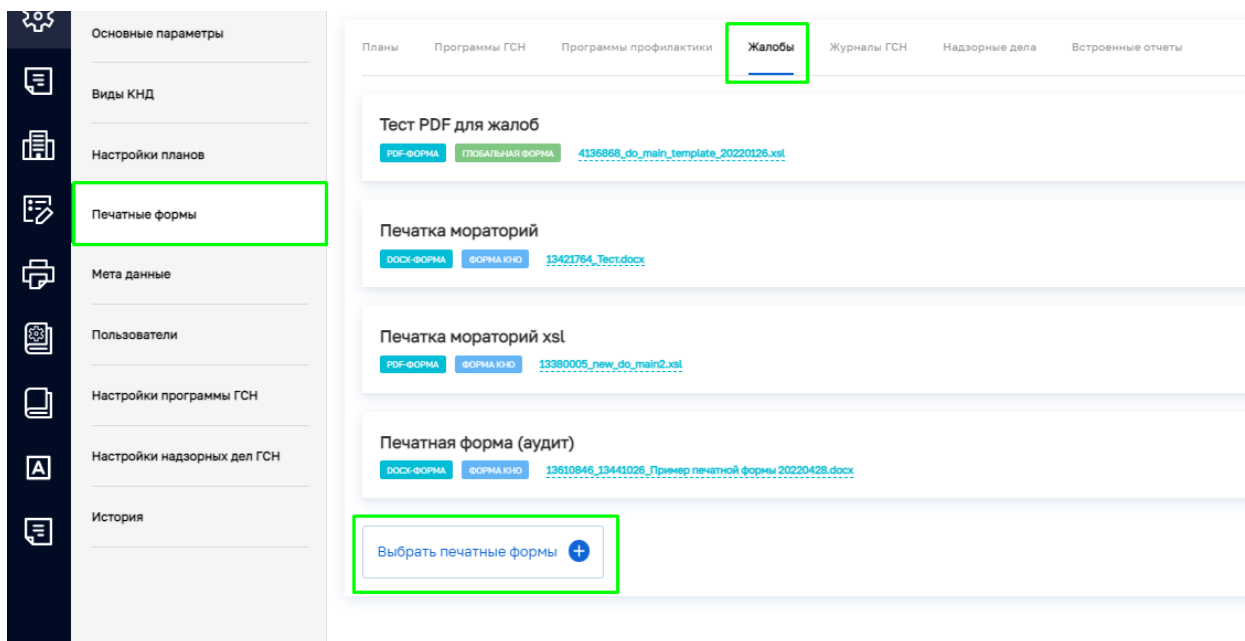 Основные параметры
Виды КНД
Настройки планов
Печатные формы
Мета данные
Пользователи
Настройки программы ГСН
Настройки надзорных дел ГСН
История
Планы Программы ГСН Программы профилактики Жалобы Журналы ГСН Надзорные дела Встроенные отчеты
Тест PDF для жалоб
PDF-ФОРМА ГЛОБАЛЬНАЯ ФОРМА 4136868_do_main_template_20220126.xsl
Печатка мораторий
DOCX-ФОРМА ФОРМА КНО 13421764_Тест.docx
Печатка мораторий xsl
PDF-ФОРМА ФОРМА КНО 13380005_new_do_main2.xsl
Печатная форма (аудит)
DOCX-ФОРМА ФОРМА КНО 13610846_13441026_Пример печатной формы 20220428.docx
Выбрать печатные формы